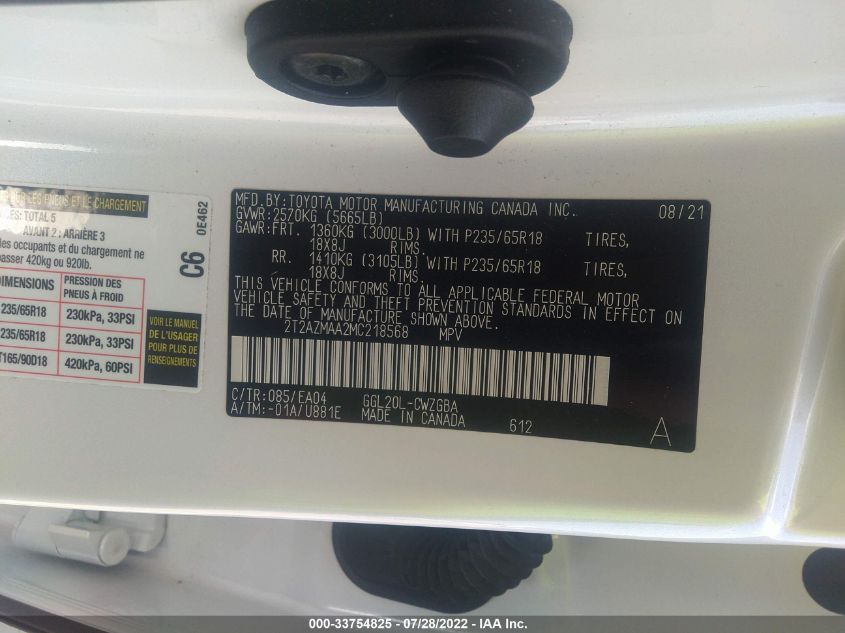 MFD.BY:TOYOTA MOTOR MANUFACTURING CANADA INC. 08/21
GVWR:2570KG (5665LB)
GAWR:FRT. 1360KG (3000LB) WITH P235/65R18 TIRES,
18X8J RIMS.
RR. 1410KG (3105LB) WITH P235/65R18 TIRES,
18X8J RIMS.
THIS VEHICLE CONFORMS TO ALL APPLICABLE FEDERAL MOTOR
VEHICLE SAFETY AND THEFT PREVENTION STANDARDS IN EFFECT ON
THE DATE OF MANUFACTURE SHOWN ABOVE.
2T2AZMAA2MC218568 MPV
C/TR:085/EA04 GGL20L-CWZGBA
A/TM:-01A/U881E MADE IN CANADA 612 A
LES PNEUS ET LE CHARGEMENT
TOTAL 5
AVANT 2 : ARRIÈRE 3
les occupants et du chargement ne
420kg ou 920lb.
C6 0E462
DIMENSIONS PRESSION DES PNEUS À FROID
235/65R18 230kPa, 33PSI
235/65R18 230kPa, 33PSI
T165/90D18 420kPa, 60PSI
VOIR LE MANUEL
DE L'USAGER
POUR PLUS DE
RENSEIGNEMENTS
000-33754825 - 07/28/2022 - IAA Inc.